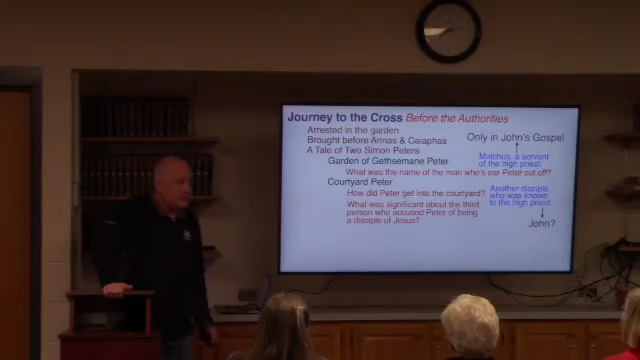 Journey to the Cross Before the Authorities
Arrested in the garden.
Brought before Annas & Caiaphas
A Tale of Two Simon Peters
Garden of Gethsemane Peter
What was the name of the man who's ear Peter cut off?
Courtyard Peter
How did Peter get into the courtyard?
What was significant about the third
person who accused Peter of being
a disciple of Jesus?
Only in John's Gospel
Malchus, a servant
of the high priest.
Another disciple
who was known
to the high priest.
John?